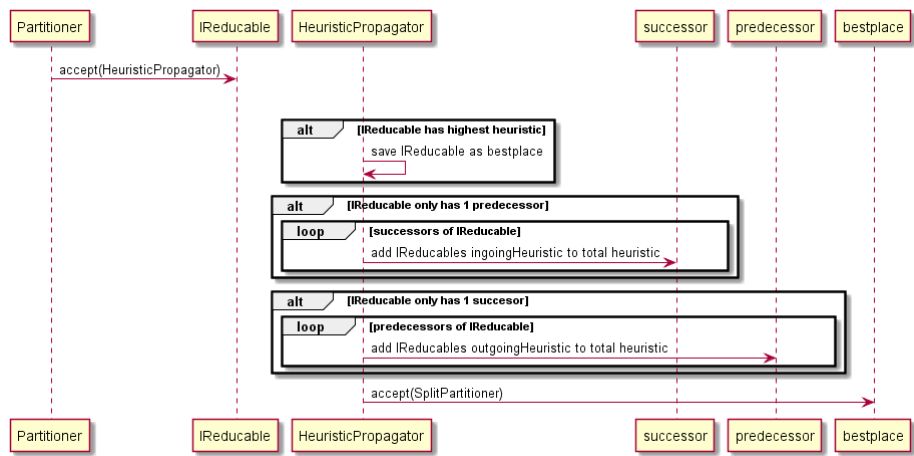 Partitioner IReducable HeuristicPropagator successor predecessor bestplace
accept(HeuristicPropagator)
alt [IReducable has highest heuristic]
save IReducable as bestplace
alt [IReducable only has 1 predecessor]
loop [successors of IReducable]
add IReducables ingoingHeuristic to total heuristic
alt [IReducable only has 1 succesor]
loop [predecessors of IReducable]
add IReducables outgoingHeuristic to total heuristic
accept(SplitPartitioner)
Partitioner IReducable HeuristicPropagator successor predecessor bestplace